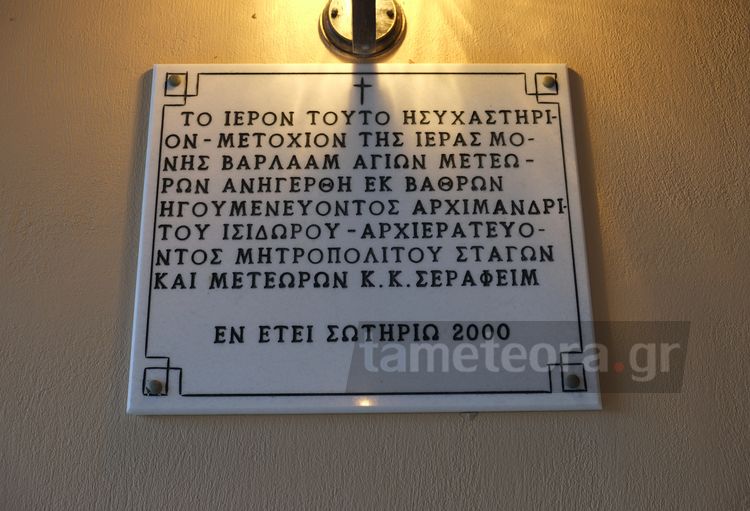 ΤΟ ΙΕΡΟΝ ΤΟΥΤΟ ΗΣΥΧΑΣΤΗΡΙ-
ΟΝ - ΜΕΤΟΧΙΟΝ ΤΗΣ ΙΕΡΑΣ ΜΟ-
ΝΗΣ ΒΑΡΛΑΑΜ ΑΓΙΩΝ ΜΕΤΕΩ-
ΡΩΝ ΑΝΗΓΕΡΘΗ ΕΚ ΒΑΘΡΩΝ
ΗΓΟΥΜΕΝΕΥΟΝΤΟΣ ΑΡΧΙΜΑΝΔΡΙ-
ΤΟΥ ΙΣΙΔΩΡΟΥ - ΑΡΧΙΕΡΑΤΕΥΟ-
ΝΤΟΣ ΜΗΤΡΟΠΟΛΙΤΟΥ ΣΤΑΓΩΝ
ΚΑΙ ΜΕΤΕΩΡΩΝ Κ.Κ.ΣΕΡΑΦΕΙΜ
ΕΝ ΕΤΕΙ ΣΩΤΗΡΙΩ 2000
tameteora.gr